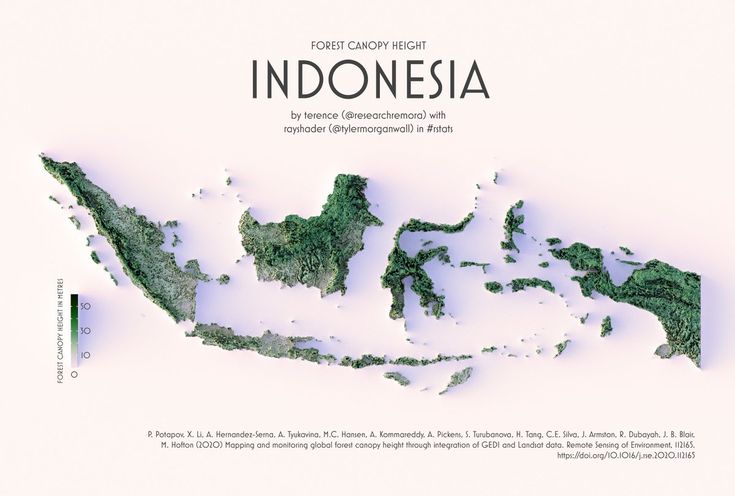 FOREST CANOPY HEIGHT
INDONESIA
by terence (@researchremora) with
rayshader (@tylermorganwall) in #rstats
FOREST CANOPY HEIGHT IN METRES
50
30
10
0
P. Potapov, X. Li, A. Hernandez-Serna, A. Tyukavina, M.C. Hansen, A. Kommareddy, A. Pickens, S. Turubanova, H. Tang, C.E. Silva, J. Armston, R. Dubayah, J. B. Blair,
M. Hofton (2020) Mapping and monitoring global forest canopy height through integration of GEDI and Landsat data. Remote Sensing of Environment, 112165.
https://doi.org/10.1016/j.rse.2020.112165